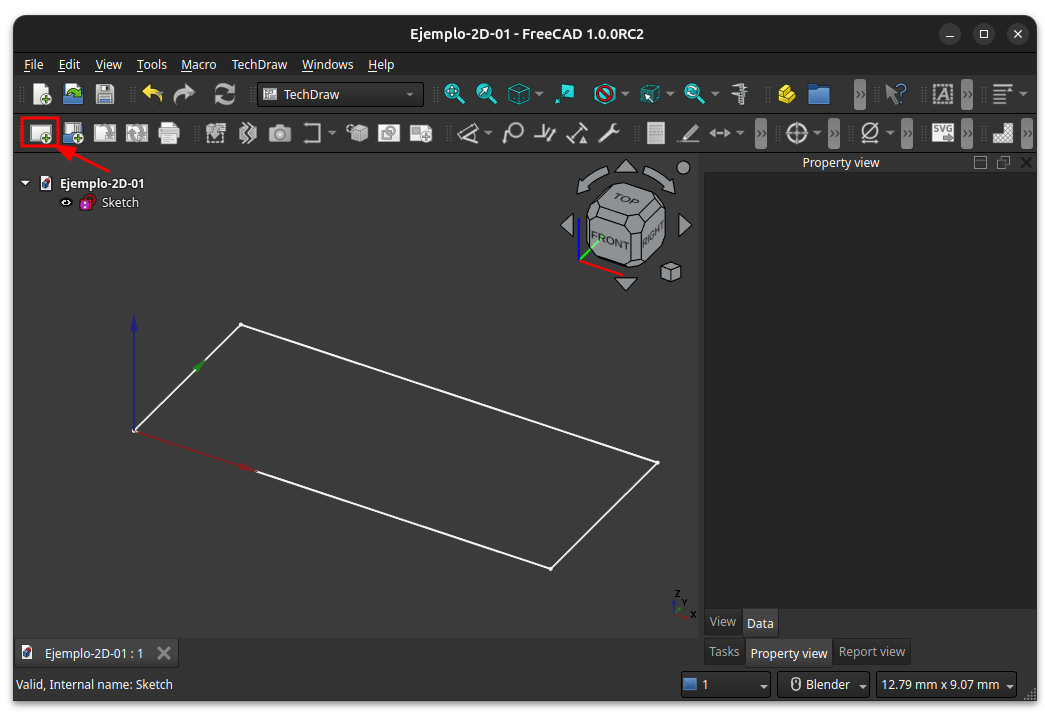 Ejemplo-2D-01 - FreeCAD 1.0.0RC2
File Edit View Tools Macro TechDraw Windows Help
TechDraw
SVG
Property view
Ejemplo-2D-01
Sketch
TOP
FRONT
RIGHT
Z
Y
X
View Data
Ejemplo-2D-01 : 1
Tasks Property view Report view
Valid, Internal name: Sketch
1
Blender
12.79 mm x 9.07 mm